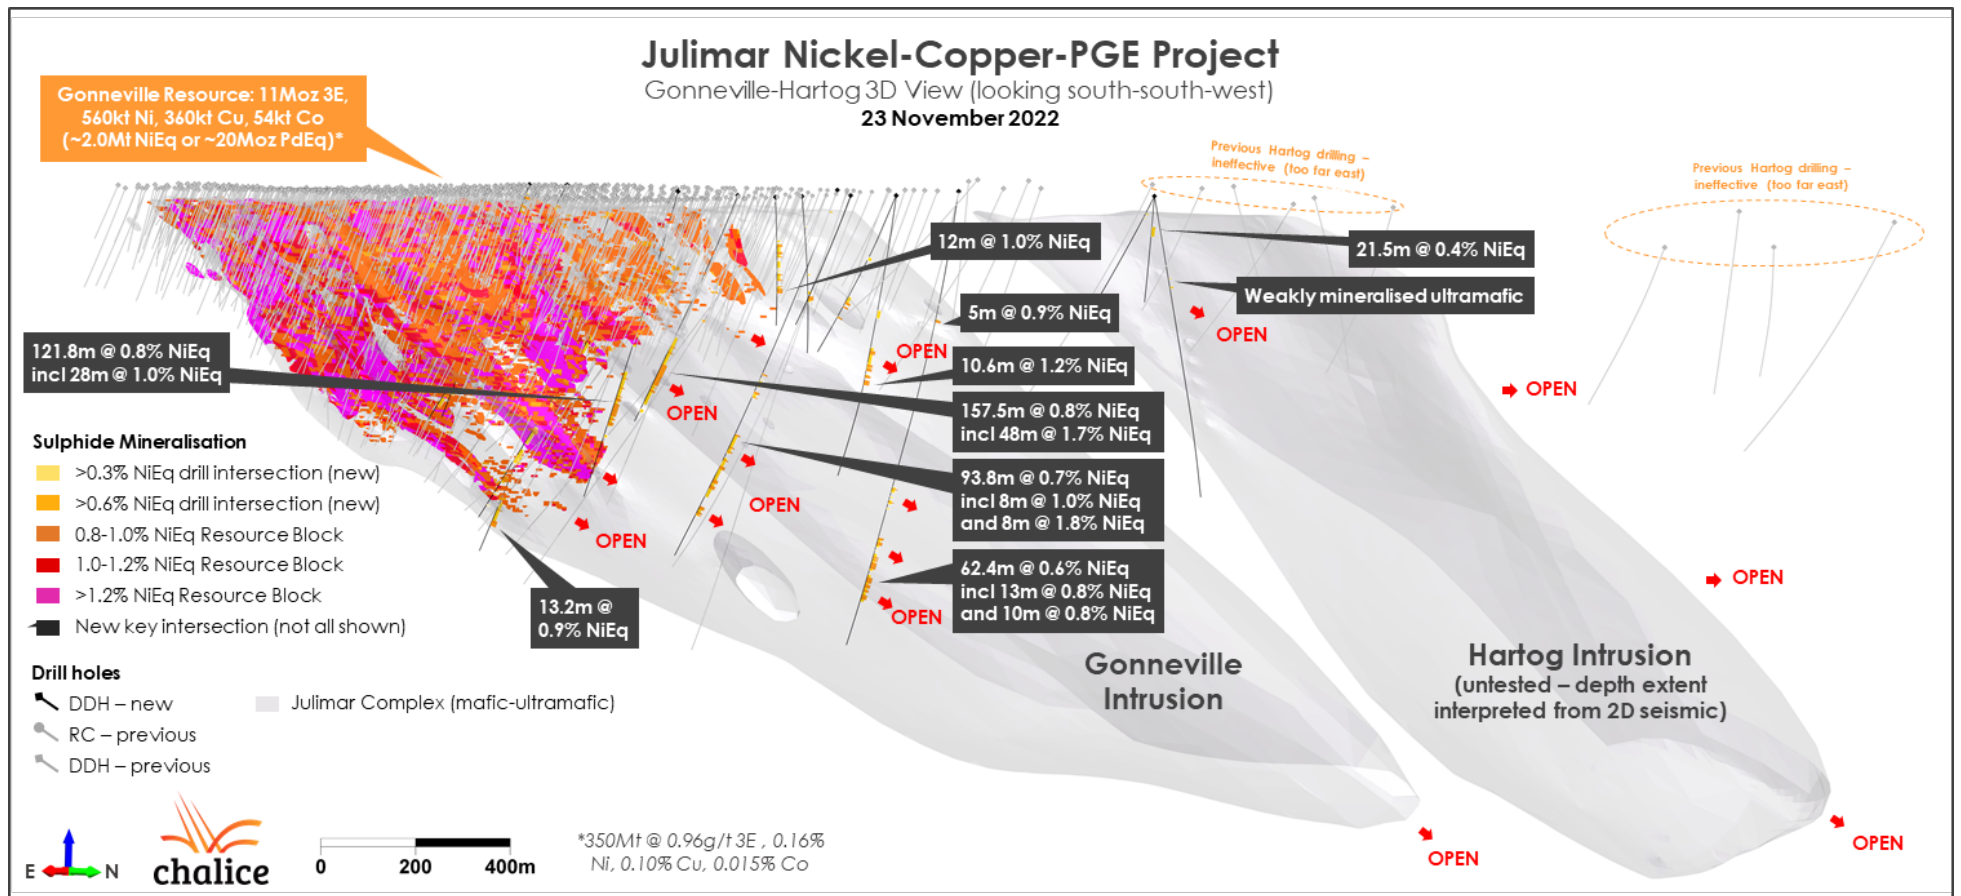 Julimar Nickel-Copper-PGE Project
Gonneville-Hartog 3D View (looking south-south-west)
23 November 2022
Gonneville Resource: 11Moz 3E,
560kt Ni, 360kt Cu, 54kt Co
(~2.0Mt NiEq or ~20Moz PdEq)*
Previous Hartog drilling –
ineffective (too far east)
Previous Hartog drilling –
ineffective (too far east)
12m @ 1.0% NiEq
21.5m @ 0.4% NiEq
Weakly mineralised ultramafic
5m @ 0.9% NiEq
OPEN
OPEN
10.6m @ 1.2% NiEq
121.8m @ 0.8% NiEq
incl 28m @ 1.0% NiEq
OPEN
OPEN
157.5m @ 0.8% NiEq
incl 48m @ 1.7% NiEq
93.8m @ 0.7% NiEq
incl 8m @ 1.0% NiEq
and 8m @ 1.8% NiEq
OPEN
OPEN
62.4m @ 0.6% NiEq
incl 13m @ 0.8% NiEq
and 10m @ 0.8% NiEq
OPEN
OPEN
13.2m @
0.9% NiEq
Sulphide Mineralisation
>0.3% NiEq drill intersection (new)
>0.6% NiEq drill intersection (new)
0.8-1.0% NiEq Resource Block
1.0-1.2% NiEq Resource Block
>1.2% NiEq Resource Block
New key intersection (not all shown)
Drill holes
DDH – new
RC – previous
DDH – previous
Julimar Complex (mafic-ultramafic)
Gonneville
Intrusion
Hartog Intrusion
(untested – depth extent
interpreted from 2D seismic)
OPEN
OPEN
E
N
chalice
0
200
400m
*350Mt @ 0.96g/t 3E , 0.16%
Ni, 0.10% Cu, 0.015% Co